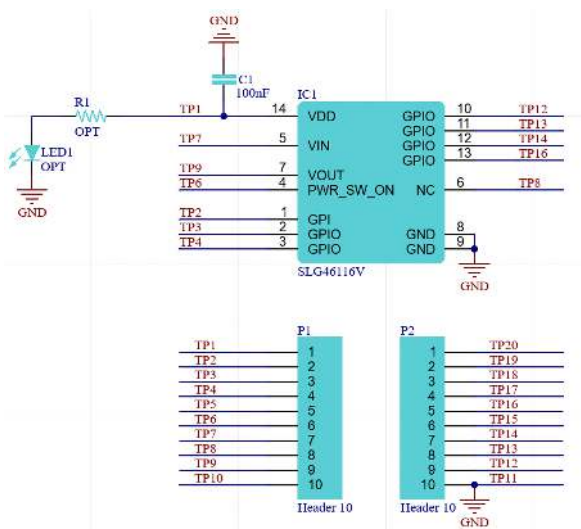 GND
C1
100nF
IC1
R1
OPT
TP1
14
VDD
GPIO
10
TP12
GPIO
11
TP13
TP7
5
VIN
GPIO
12
TP14
GPIO
13
TP16
LED1
OPT
TP9
7
VOUT
TP6
4
PWR_SW_ON
NC
6
TP8
GND
TP2
1
GPI
TP3
2
GPIO
GND
8
TP4
3
GPIO
GND
9
SLG46116V
GND
P1
P2
TP1
1
1
TP20
TP2
2
2
TP19
TP3
3
3
TP18
TP4
4
4
TP17
TP5
5
5
TP16
TP6
6
6
TP15
TP7
7
7
TP14
TP8
8
8
TP13
TP9
9
9
TP12
TP10
10
10
TP11
Header 10
Header 10
GND